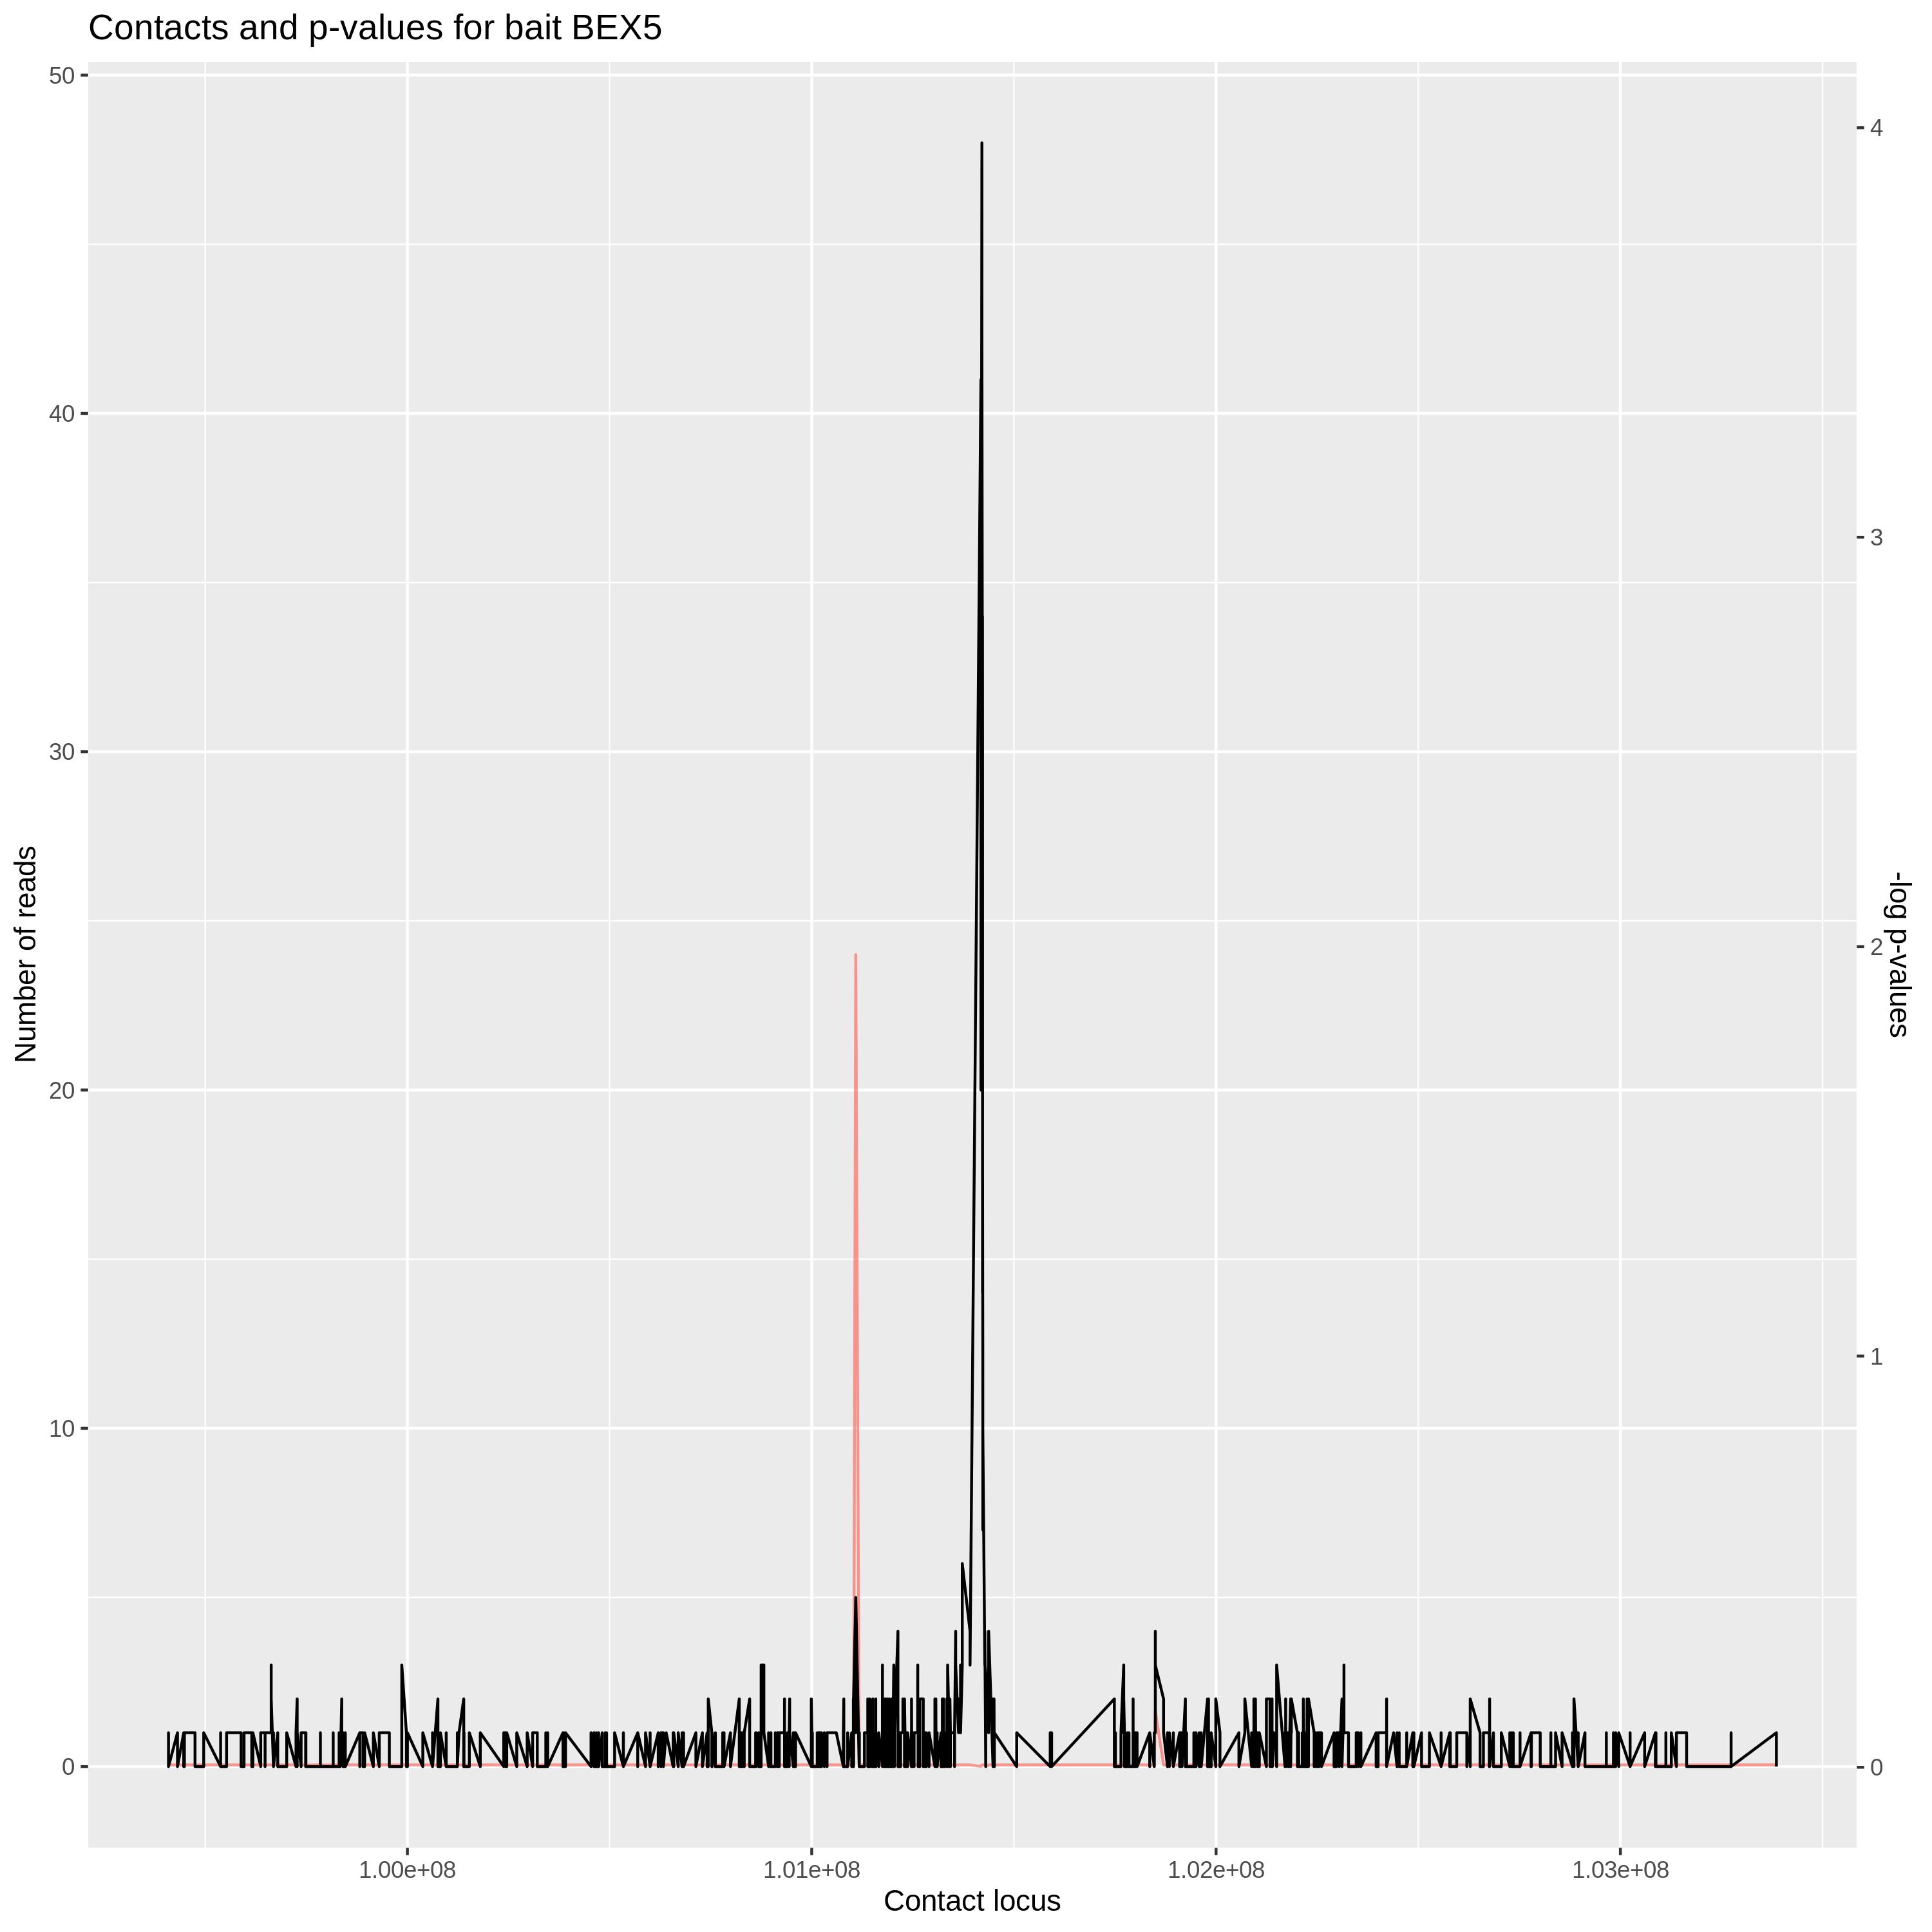 Contacts and p-values for bait BEX5
50
40
30
20
10
0
Number of reads
4
3
2
1
0
-log p-values
1.00e+08
1.01e+08
1.02e+08
1.03e+08
Contact locus